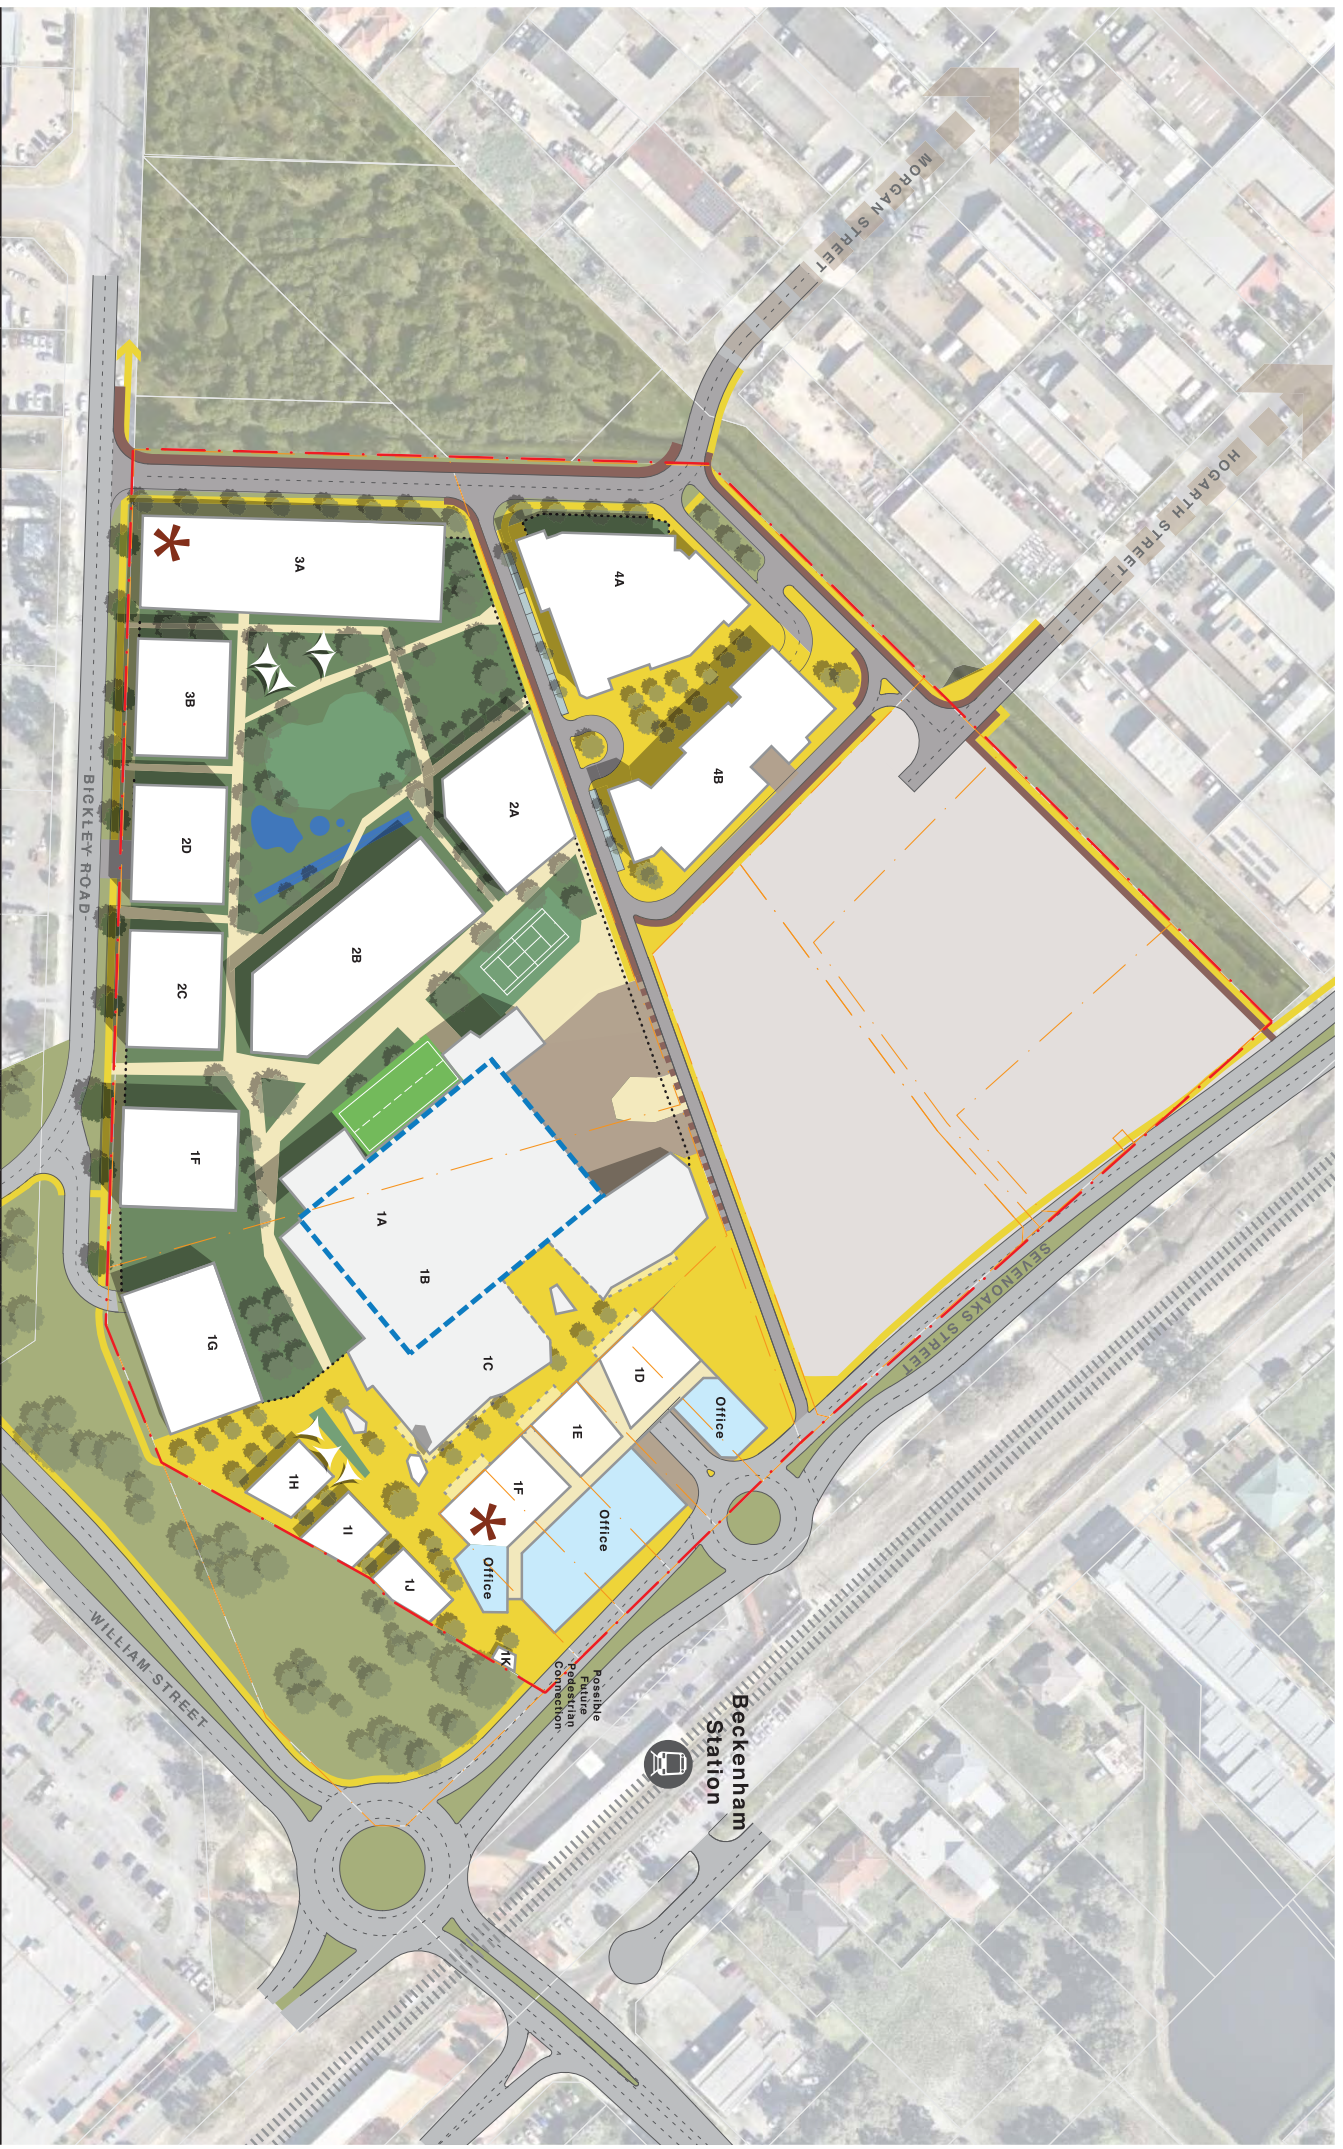 MORGAN STREET
HOGARTH STREET
3A
4A
3B
4B
2A
2D
BICKLEY ROAD
2B
2C
1F
1A
1B
SEVENOAKS STREET
1G
1C
1D
Office
1E
1H
1F
Office
1I
Office
1J
1K
WILLIAM STREET
Possible
Future
Pedestrian
Connection
Beckenham
Station